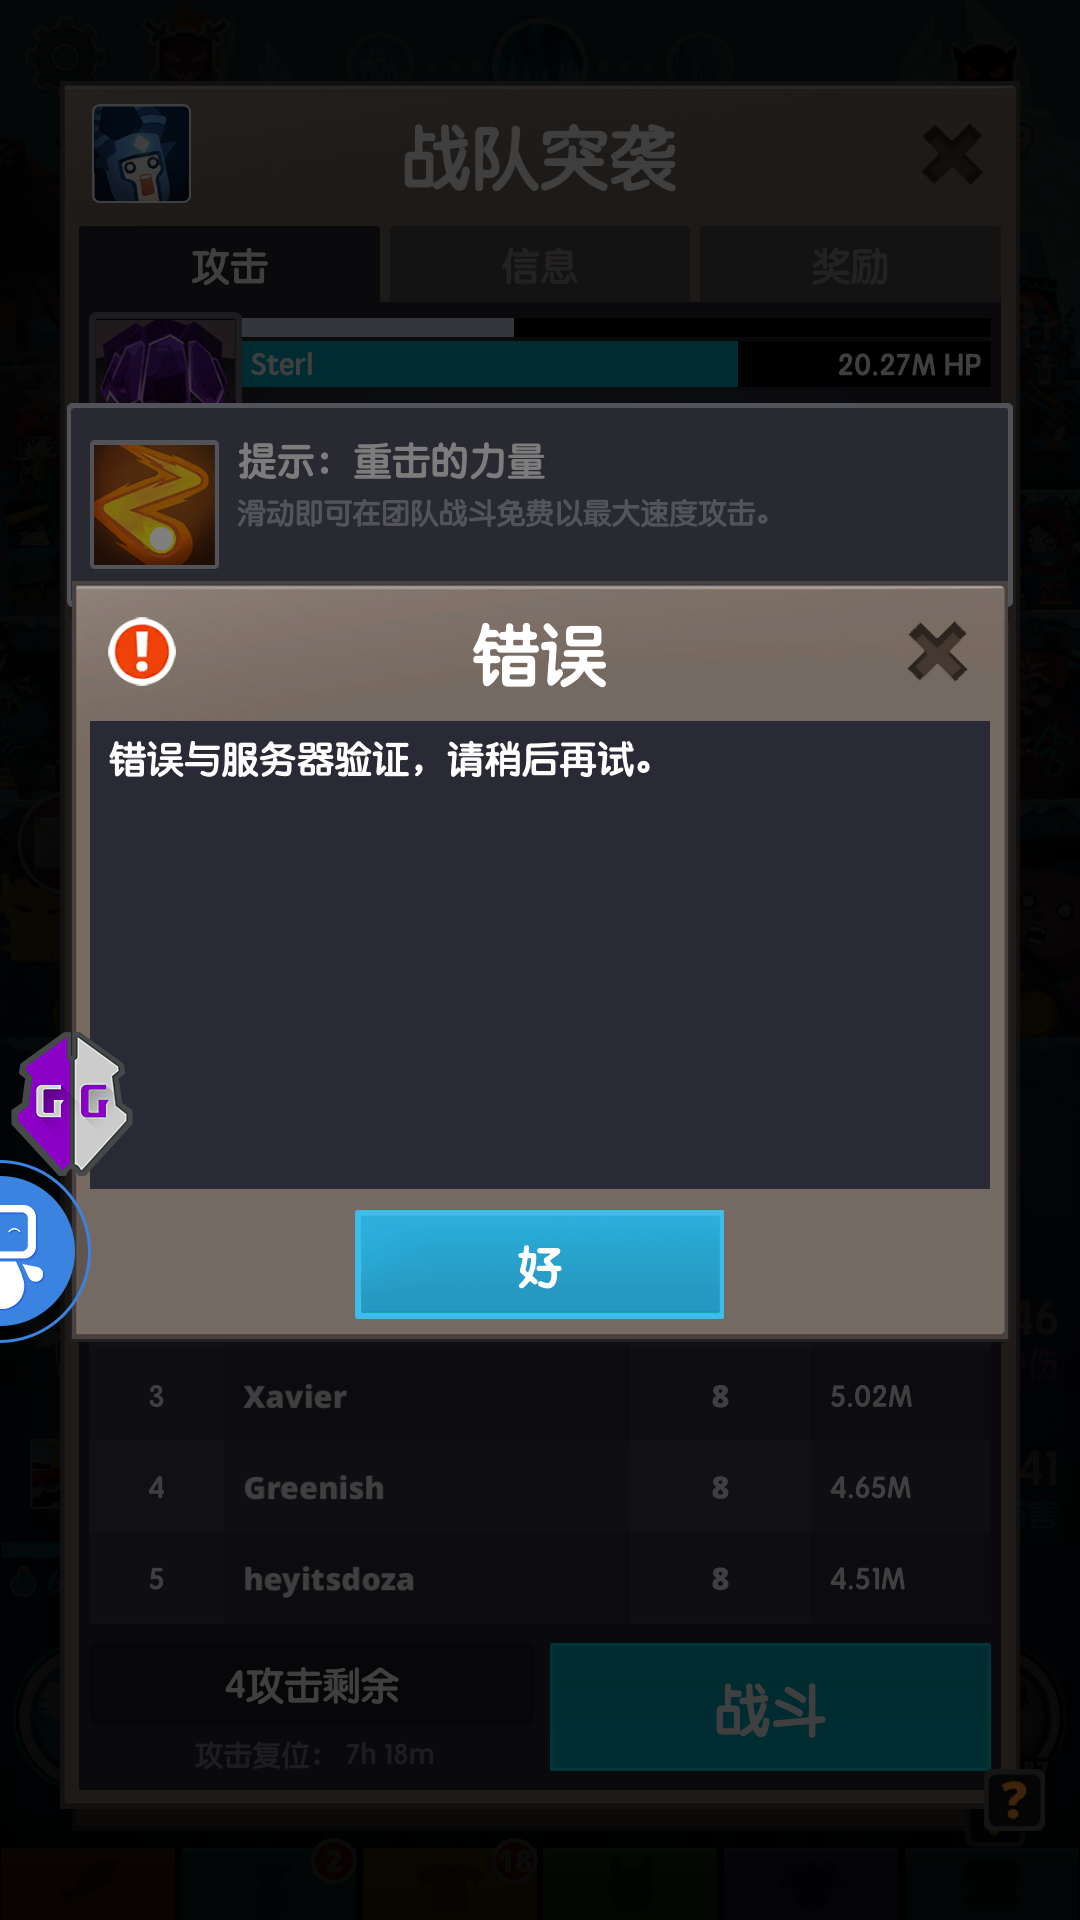 战队突袭
攻击
信息
奖励
Sterl
20.27M HP
提示：重击的力量
滑动即可在团队战斗免费以最大速度攻击。
错误
错误与服务器验证，请稍后再试。
GG
好
3 Xavier 8 5.02M
4 Greenish 8 4.65M
5 heyitsdoza 8 4.51M
4攻击剩余
攻击复位： 7h 18m
战斗
?
2
18